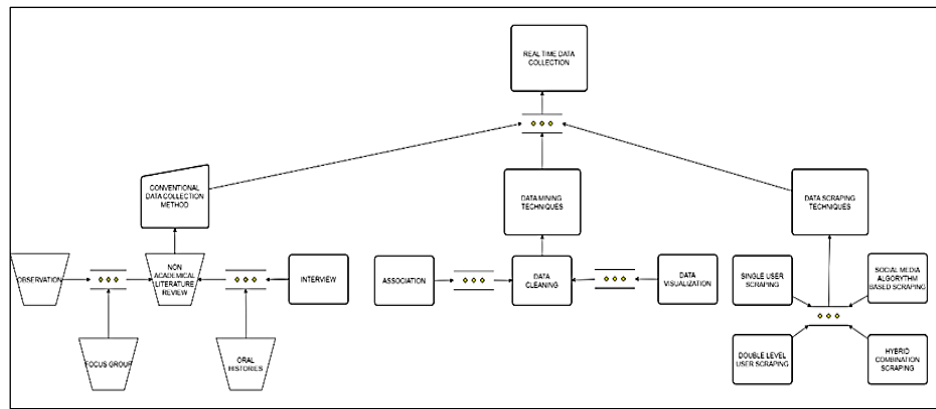 REAL TIME DATA
COLLECTION
CONVENTIONAL
DATA COLLECTION
METHOD
DATA MINING
TECHNIQUES
DATA SCRAPING
TECHNIQUES
OBSERVATION
NON
ACADEMICAL
LITERATURE
REVIEW
INTERVIEW
ASSOCIATION
DATA
CLEANING
DATA
VISUALIZATION
SINGLE USER
SCRAPING
SOCIAL MEDIA
ALGORITHM
BASED SCRAPING
FOCUS GROUP
ORAL
HISTORIES
DOUBLE LEVEL
USER SCRAPING
HYBRID
COMBINATION
SCRAPING